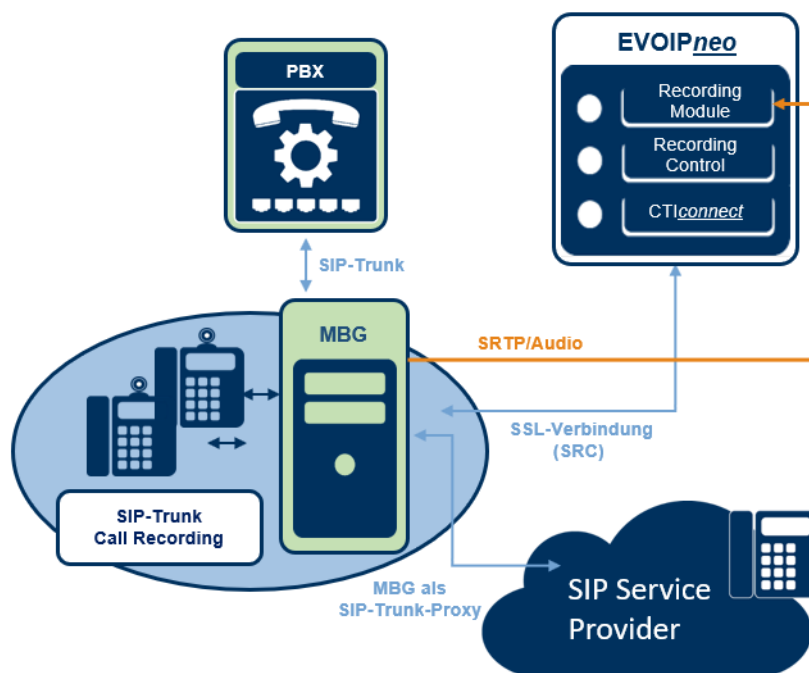 PBX
EVOIPneo
Recording
Module
Recording
Control
CTIconnect
SIP-Trunk
MBG
SRTP/Audio
SSL-Verbindung
(SRC)
SIP-Trunk
Call Recording
MBG als
SIP-Trunk-Proxy
SIP Service
Provider